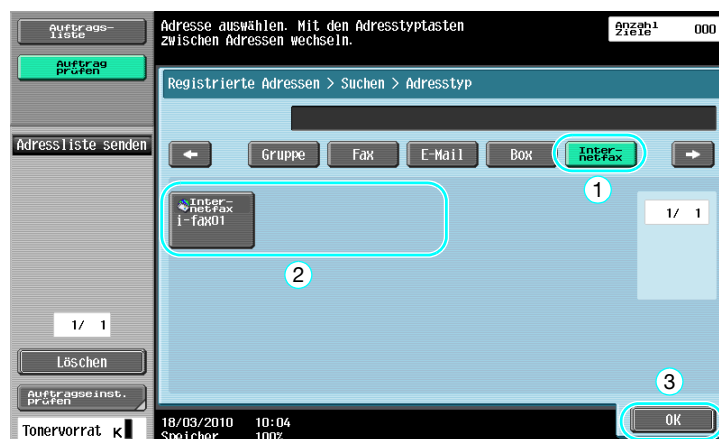 Auftrags-
liste
Auftrag
prüfen
Adressliste senden
1/ 1
Löschen
Auftragseinst.
prüfen
Tonervorrat K
Adresse auswählen. Mit den Adresstyptasten
zwischen Adressen wechseln.
Anzahl
Ziele 000
Registrierte Adressen > Suchen > Adresstyp
Gruppe Fax E-Mail Box Inter-
netfax
1
Inter-
netfax
i-fax01
1/ 1
2
3
OK
18/03/2010 10:04
Speicher 100%